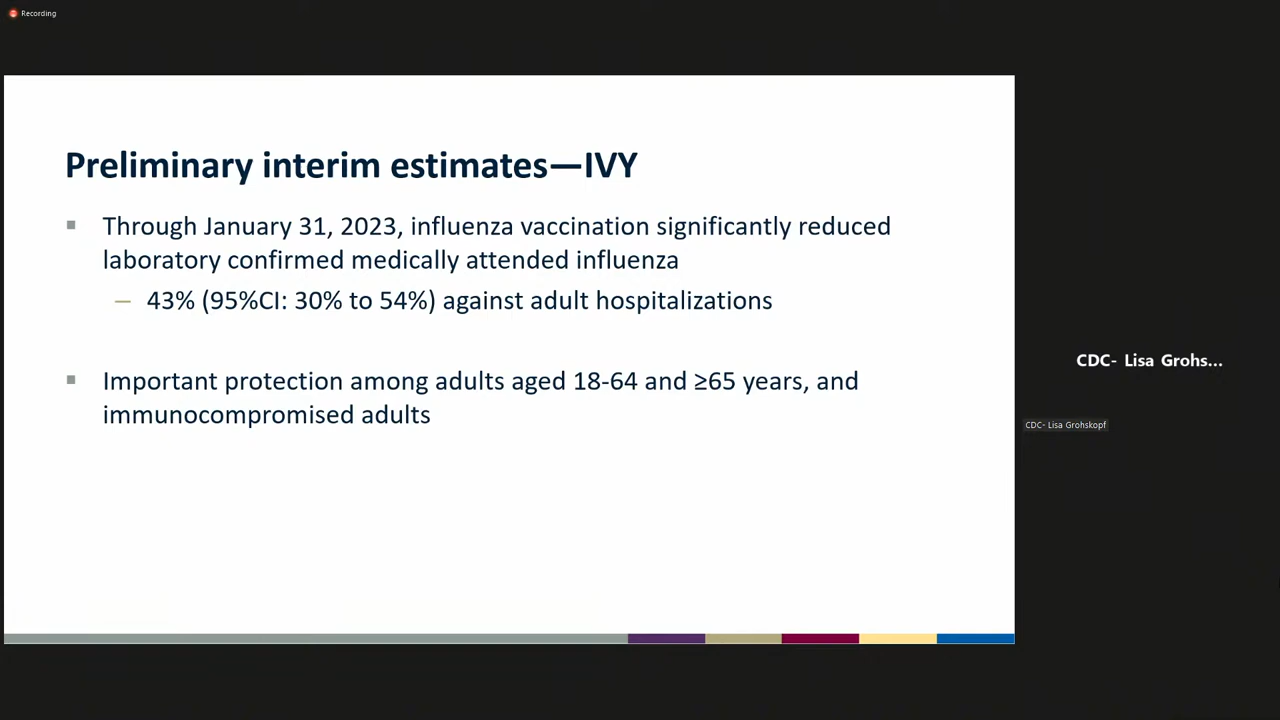 Recording
Preliminary interim estimates—IVY
Through January 31, 2023, influenza vaccination significantly reduced
laboratory confirmed medically attended influenza
– 43% (95%CI: 30% to 54%) against adult hospitalizations
Important protection among adults aged 18-64 and ≥65 years, and
immunocompromised adults
CDC- Lisa Grohs...
CDC- Lisa Grohskopf